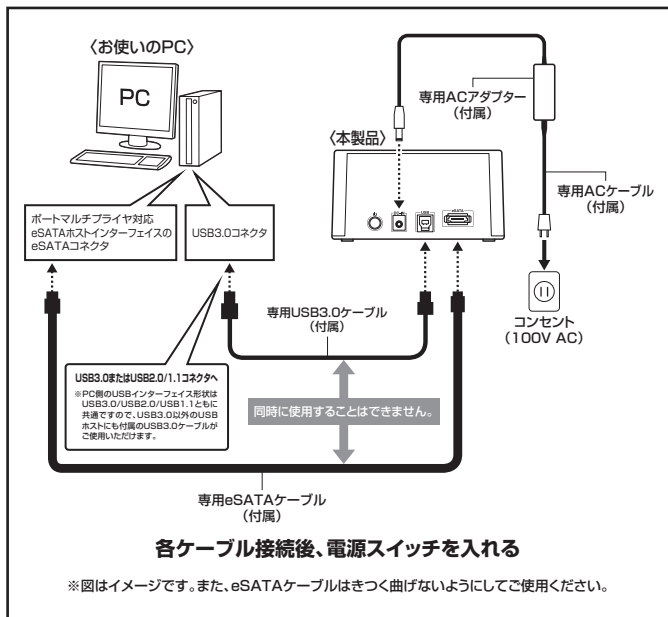 〈お使いのPC〉
PC
専用ACアダプター
(付属)
〈本製品〉
専用ACケーブル
(付属)
USB
eSATA
ポートマルチプライヤ対応
eSATAホストインターフェイスの
eSATAコネクタ
USB3.0コネクタ
コンセント
(100V AC)
専用USB3.0ケーブル
(付属)
USB3.0またはUSB2.0/1.1コネクタへ
※PC側のUSBインターフェイス形状は
USB3.0/USB2.0/USB1.1ともに
共通ですので、USB3.0以外のUSB
ホストにも付属のUSB3.0ケーブルが
ご使用いただけます。
同時に使用することはできません。
専用eSATAケーブル
(付属)
各ケーブル接続後、電源スイッチを入れる
※図はイメージです。また、eSATAケーブルはきつく曲げないようにしてご使用ください。